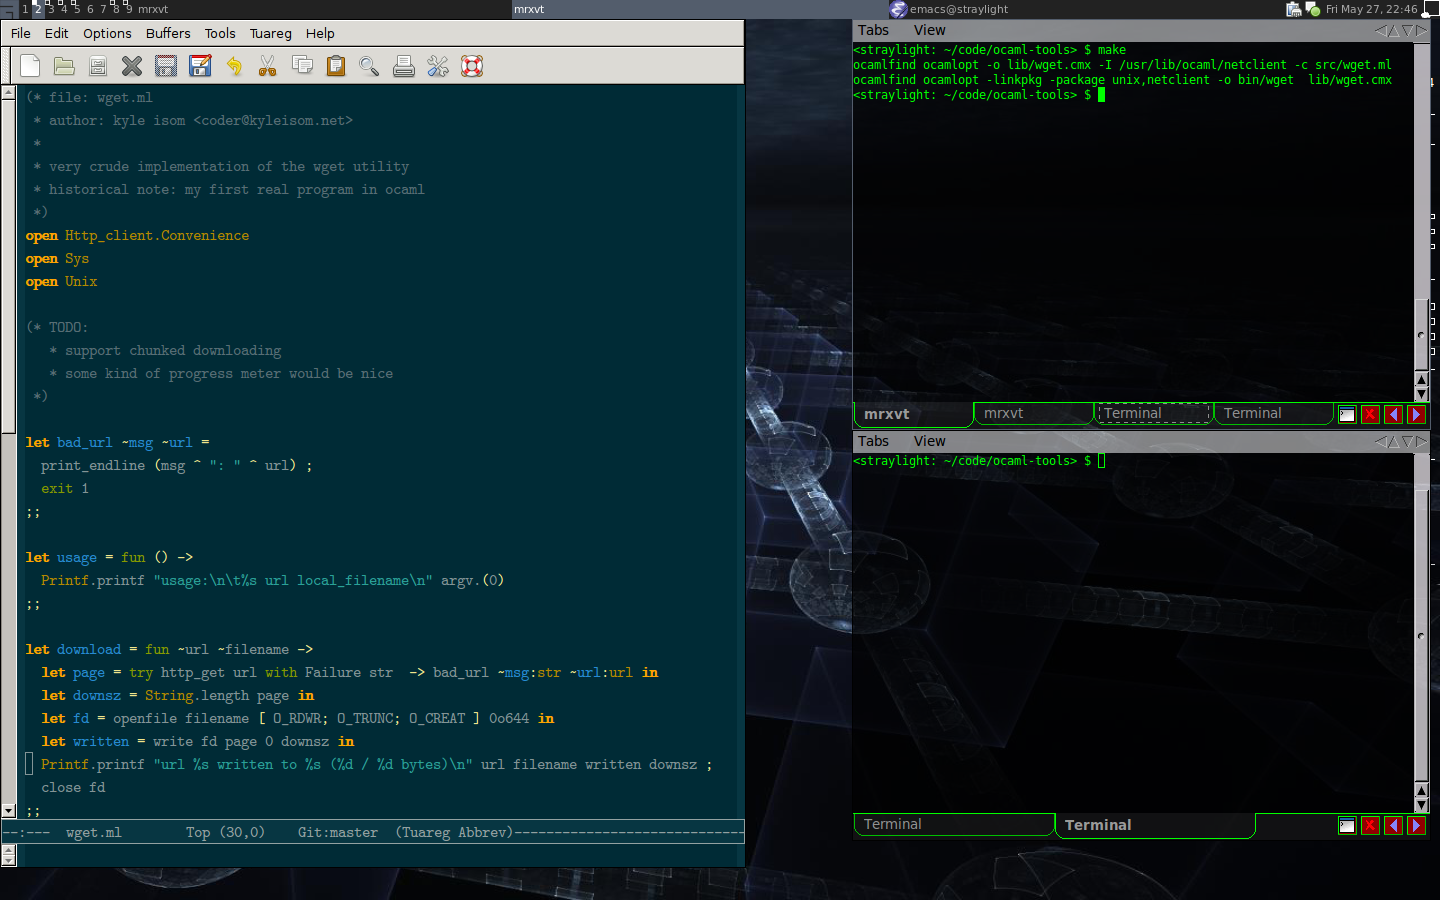 1 2 3 4 5 6 7 8 9 mrxvt
mrxvt
emacs@straylight
Fri May 27, 22:46
File Edit Options Buffers Tools Tuareg Help
(* file: wget.ml
 * author: kyle isom <coder@kyleisom.net>
 *
 * very crude implementation of the wget utility
 * historical note: my first real program in ocaml
 *)
open Http_client.Convenience
open Sys
open Unix
(* TODO:
   * support chunked downloading
   * some kind of progress meter would be nice
 *)
let bad_url ~msg ~url =
  print_endline (msg ^ ": " ^ url) ;
  exit 1
;;
let usage = fun () ->
  Printf.printf "usage:\n\t%s url local_filename\n" argv.(0)
;;
let download = fun ~url ~filename ->
  let page = try http_get url with Failure str  -> bad_url ~msg:str ~url:url in
  let downsz = String.length page in
  let fd = openfile filename [ O_RDWR; O_TRUNC; O_CREAT ] 0o644 in
  let written = write fd page 0 downsz in
  Printf.printf "url %s written to %s (%d / %d bytes)\n" url filename written downsz ;
  close fd
;;
--:---  wget.ml        Top (30,0)    Git:master  (Tuareg Abbrev)-----------------------------
Tabs View
<straylight: ~/code/ocaml-tools> $ make
ocamlfind ocamlopt -o lib/wget.cmx -I /usr/lib/ocaml/netclient -c src/wget.ml
ocamlfind ocamlopt -linkpkg -package unix,netclient -o bin/wget  lib/wget.cmx
<straylight: ~/code/ocaml-tools> $
mrxvt mrxvt Terminal Terminal
Tabs View
<straylight: ~/code/ocaml-tools> $
Terminal Terminal